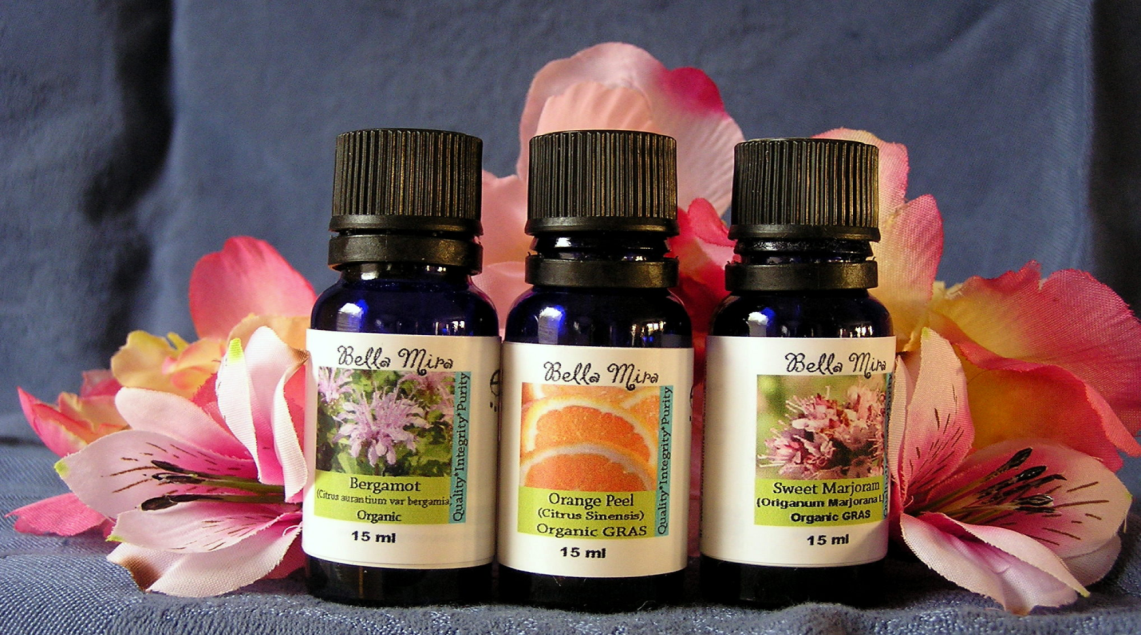 Bella Mira
Quality*Integrity*Purity
Bergamot
(Citrus aurantium var bergamia
Organic
15 ml
Bella Mira
Quality*Integrity*Purity
Orange Peel
(Citrus Sinensis)
Organic GRAS
15 ml
Bella Mira
Sweet Marjoram
(Origanum Marjorana L
Organic GRAS
15 ml